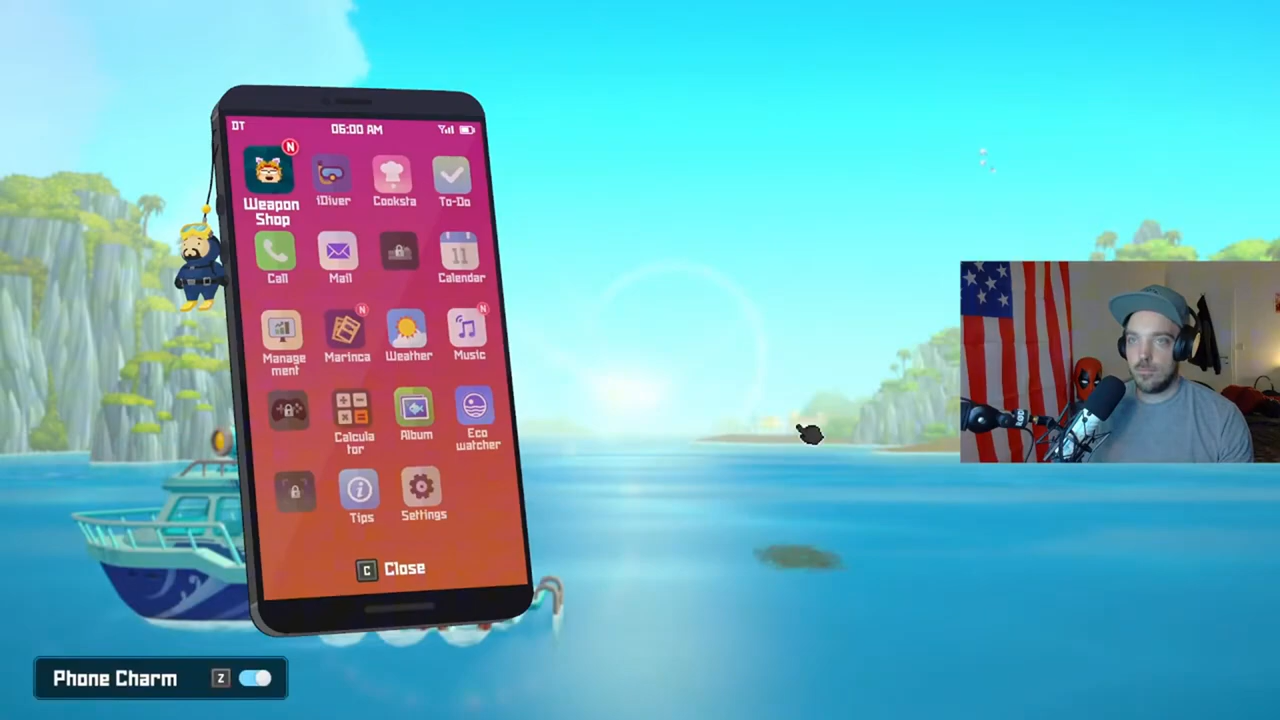 DT
06:00 AM
N
Weapon
Shop
iDiver
Cooksta
To-Do
Call
Mail
11
Calendar
Manage
ment
N
Marinca
Weather
N
Music
Calcula
tor
Album
Eco
watcher
Tips
Settings
C Close
Phone Charm Z